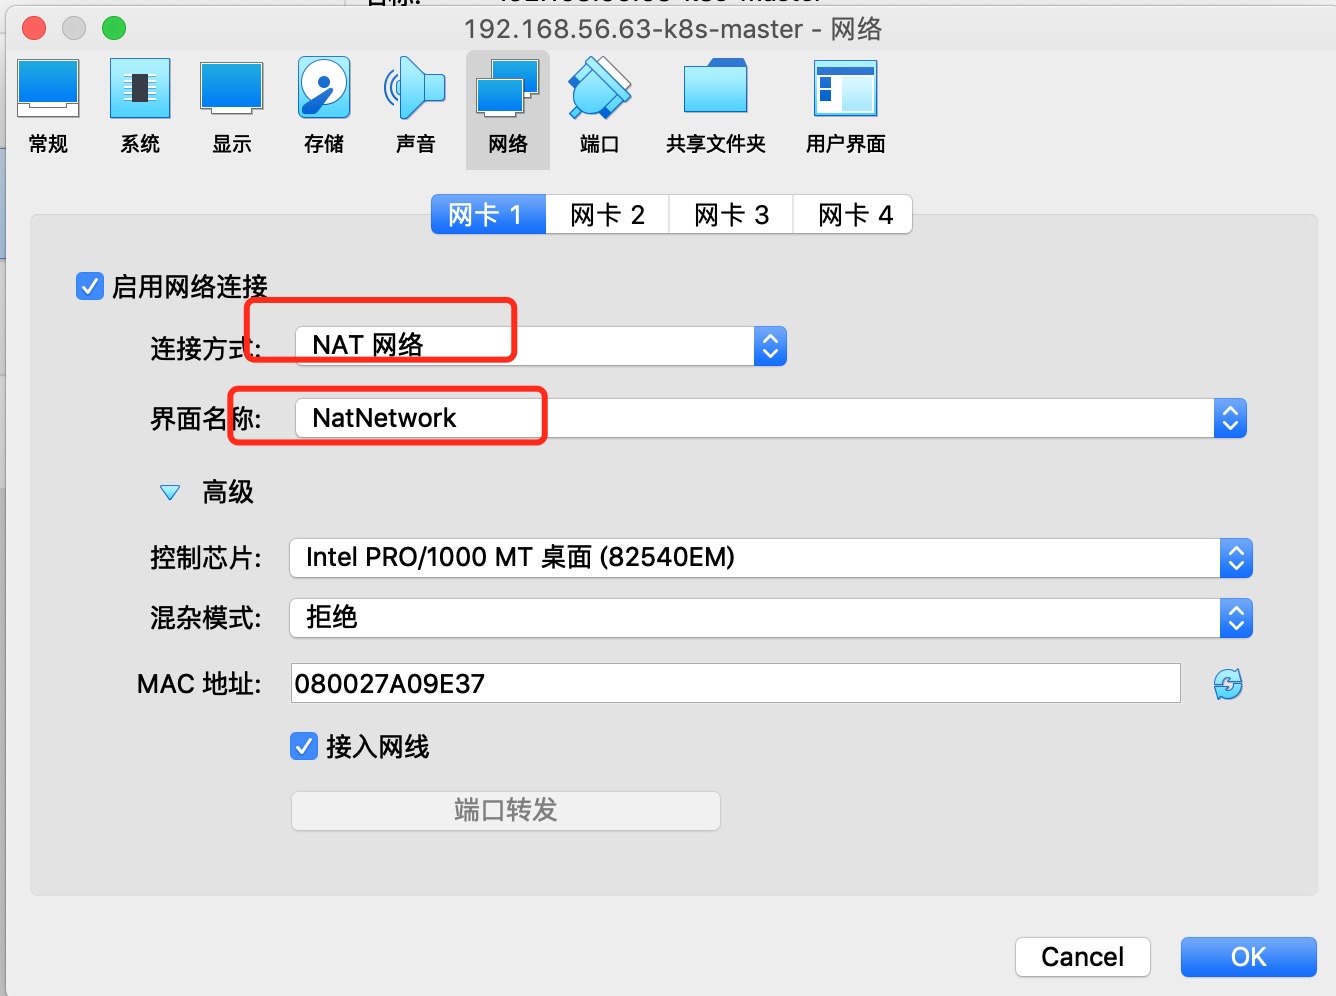 192.168.56.63-k8s-master - 网络
常规 系统 显示 存储 声音 网络 端口 共享文件夹 用户界面
网卡 1 网卡 2 网卡 3 网卡 4
启用网络连接
连接方式: NAT 网络
界面名称: NatNetwork
高级
控制芯片: Intel PRO/1000 MT 桌面 (82540EM)
混杂模式: 拒绝
MAC 地址: 080027A09E37
接入网线
端口转发
Cancel OK